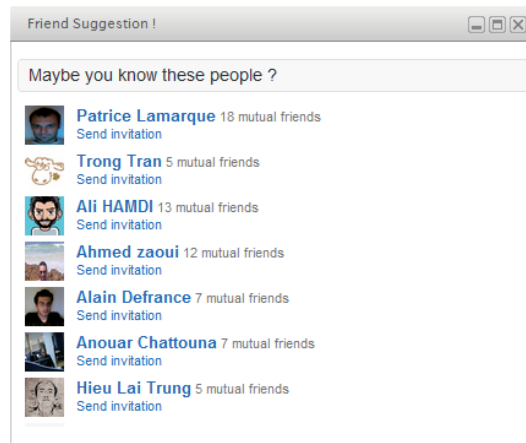 Friend Suggestion !
Maybe you know these people ?
Patrice Lamarque 18 mutual friends
Send invitation
Trong Tran 5 mutual friends
Send invitation
Ali HAMDI 13 mutual friends
Send invitation
Ahmed zaoui 12 mutual friends
Send invitation
Alain Defrance 7 mutual friends
Send invitation
Anouar Chattouna 7 mutual friends
Send invitation
Hieu Lai Trung 5 mutual friends
Send invitation